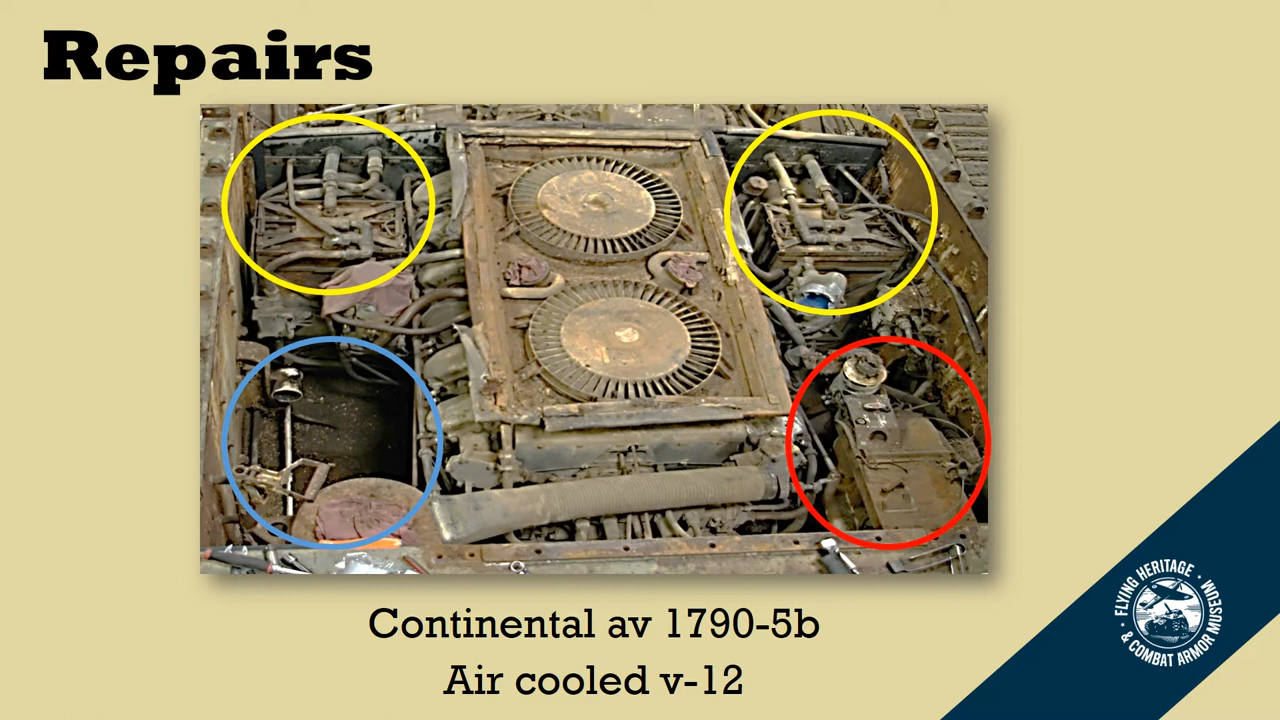 Repairs
Continental av 1790-5b
Air cooled v-12
FLYING HERITAGE
& COMBAT ARMOR MUSEUM